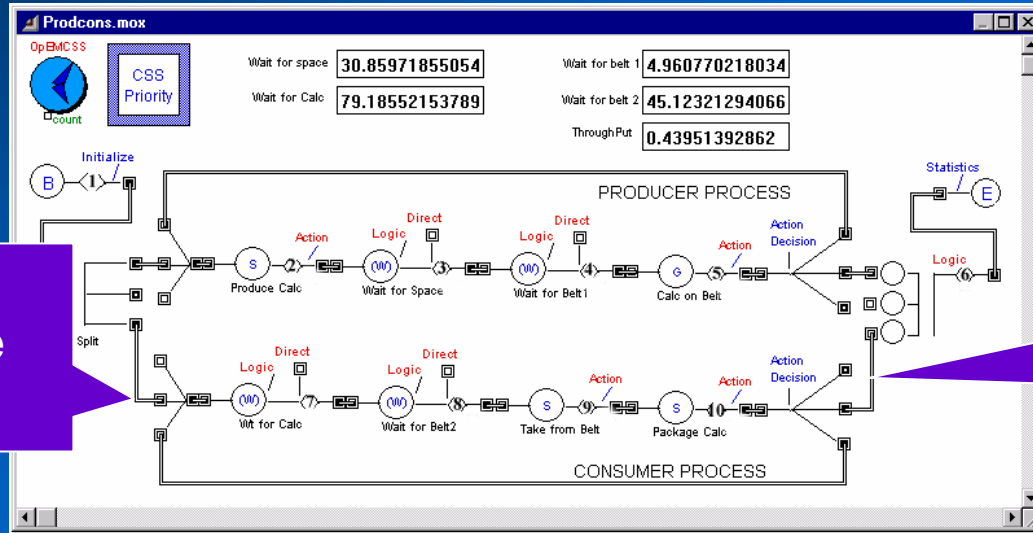 Prodcons.mox
OpEMCSS
count
CSS
Priority
Wait for space 30.85971855054
Wait for Calc 79.18552153789
Wait for belt 1 4.960770218034
Wait for belt 2 45.12321294066
ThroughPut 0.43951392862
Initialize
B
1
Statistics
E
PRODUCER PROCESS
Action
Logic
Direct
Logic
Direct
Action
Action
Decision
Logic
S
2
(W)
3
(W)
4
G
5
6
Produce Calc
Wait for Space
Wait for Belt1
Calc on Belt
e
Split
Logic
Direct
Logic
Direct
Action
Action
Action
Decision
(W)
7
(W)
8
S
9
S
10
Wt for Calc
Wait for Belt2
Take from Belt
Package Calc
CONSUMER PROCESS